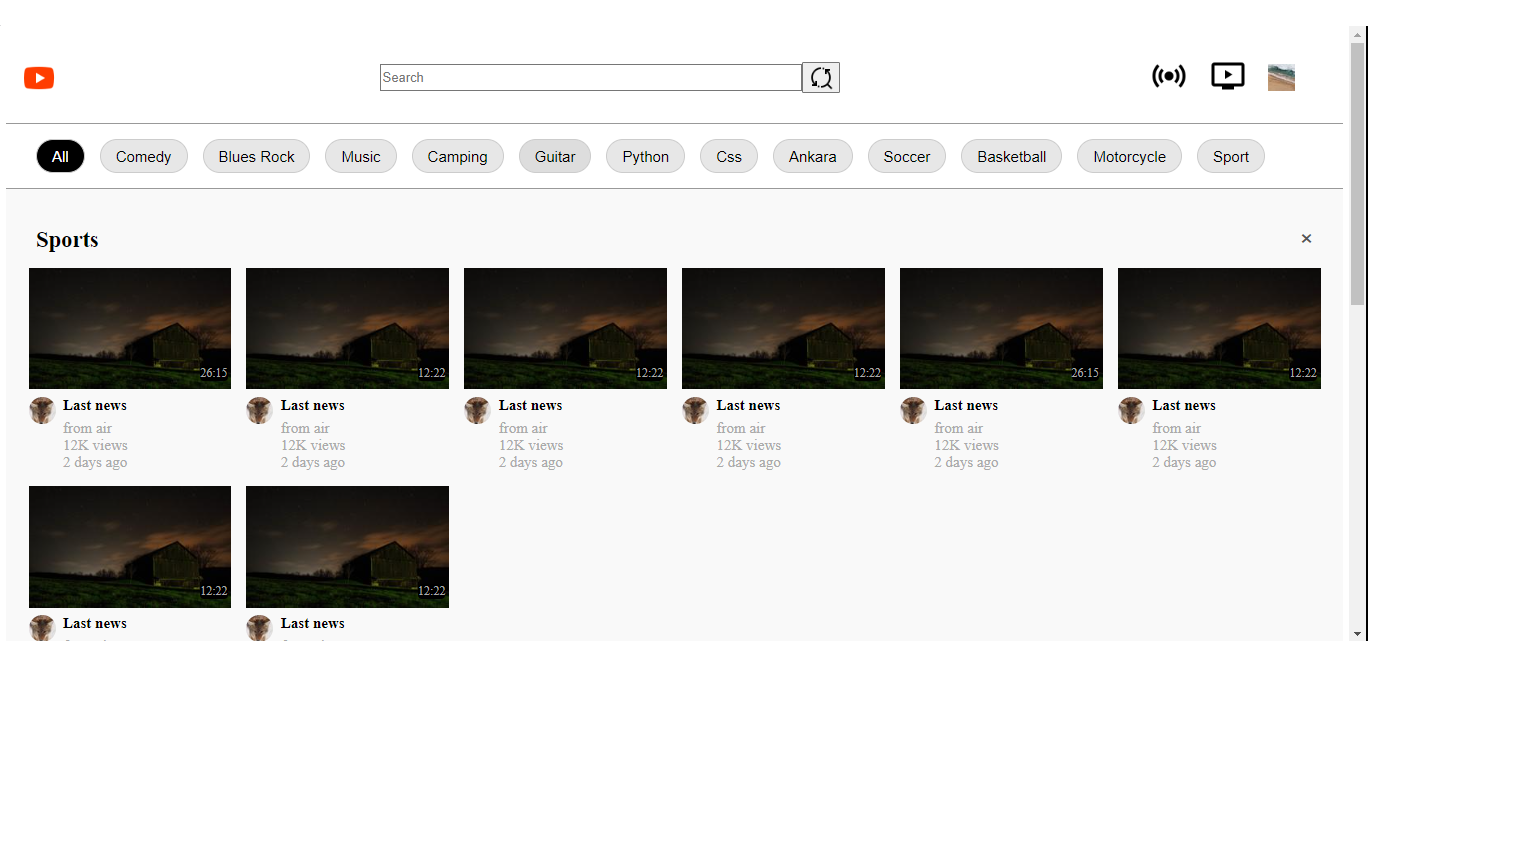 Search
All Comedy Blues Rock Music Camping Guitar Python Css Ankara Soccer Basketball Motorcycle Sport
Sports
26:15 12:22 12:22 12:22 26:15 12:22
Last news Last news Last news Last news Last news Last news
from air from air from air from air from air from air
12K views 12K views 12K views 12K views 12K views 12K views
2 days ago 2 days ago 2 days ago 2 days ago 2 days ago 2 days ago
12:22 12:22
Last news Last news